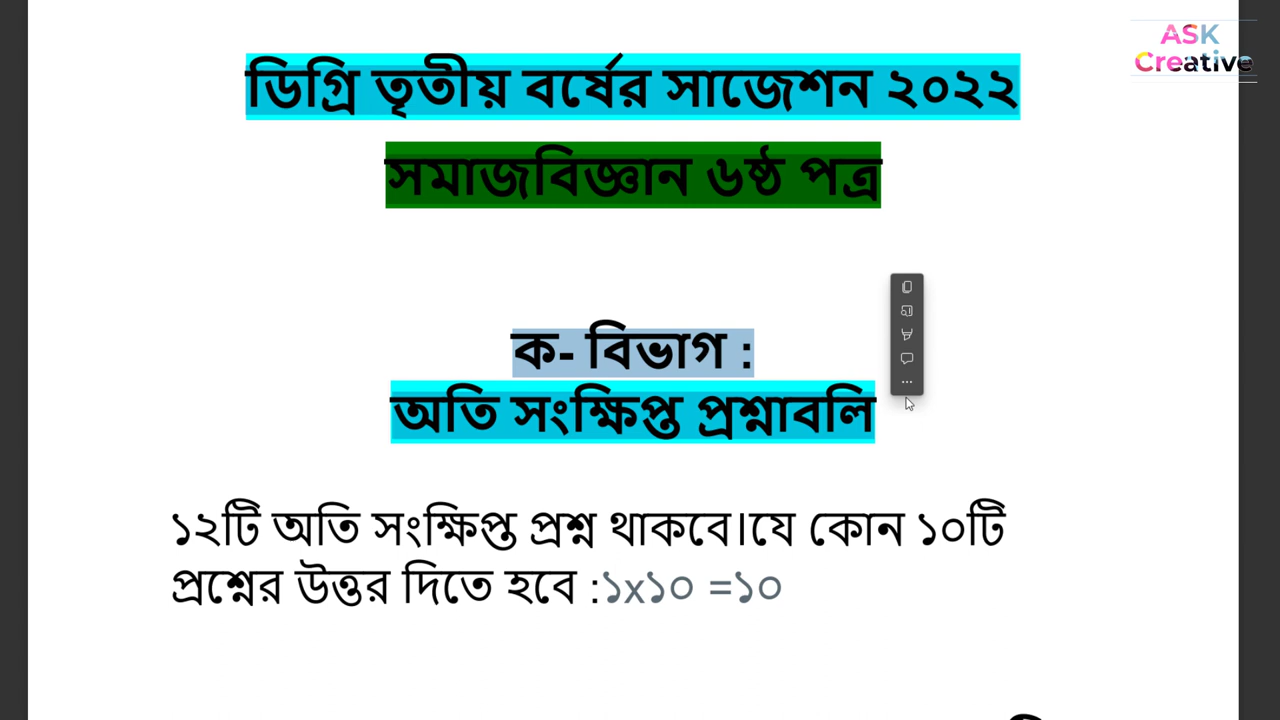 ASK
Creative
ডিগ্রি তৃতীয় বর্ষের সাজেশন ২০২২
সমাজবিজ্ঞান ৬ষ্ঠ পত্র
ক- বিভাগ :
অতি সংক্ষিপ্ত প্রশ্নাবলি
১২টি অতি সংক্ষিপ্ত প্রশ্ন থাকবে।যে কোন ১০টি
প্রশ্নের উত্তর দিতে হবে :১x১০ =১০